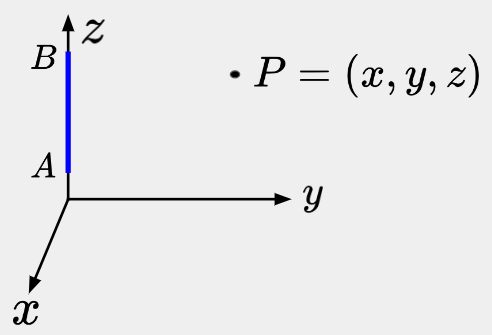 z
B
P = (x, y, z)
A
y
x